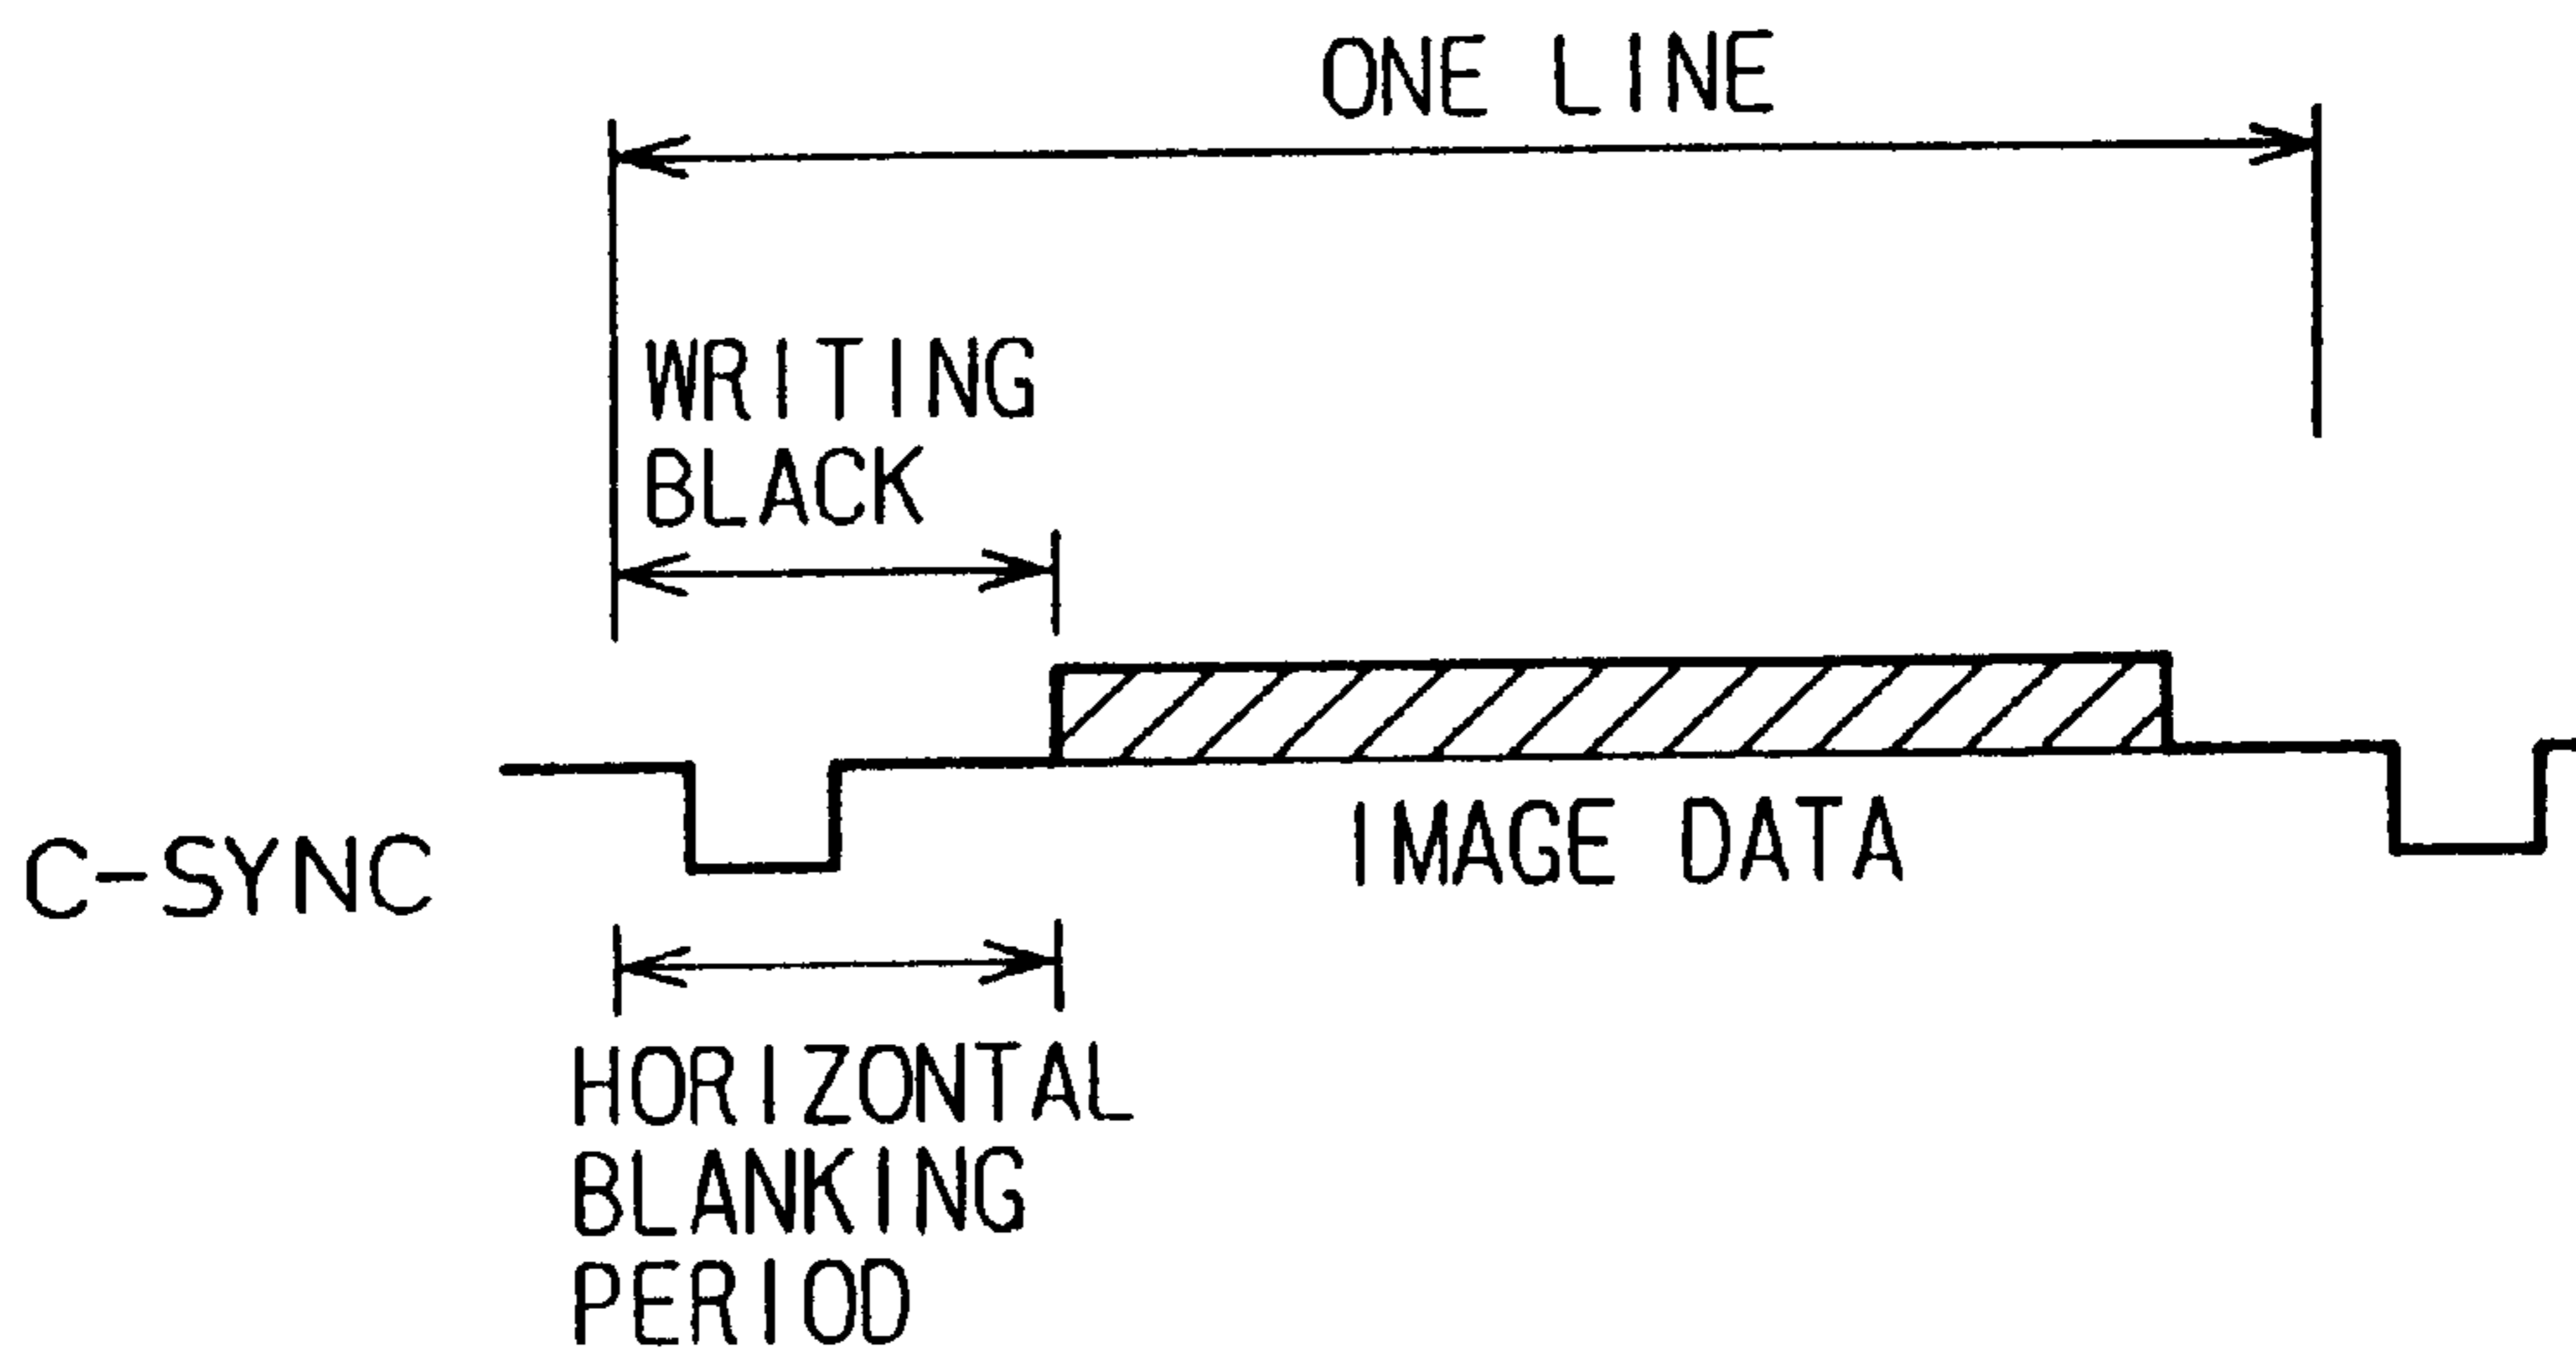 ONE LINE
WRITING
BLACK
IMAGE DATA
C-SYNC
HORIZONTAL
BLANKING
PERIOD